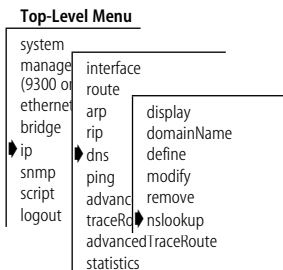 Top-Level Menu
system
manage
(9300 or
ethernet
bridge
ip
snmp
script
logout
interface
route
arp
rip
dns
ping
advanc
traceRo
advancedTraceRoute
statistics
display
domainName
define
modify
remove
nslookup